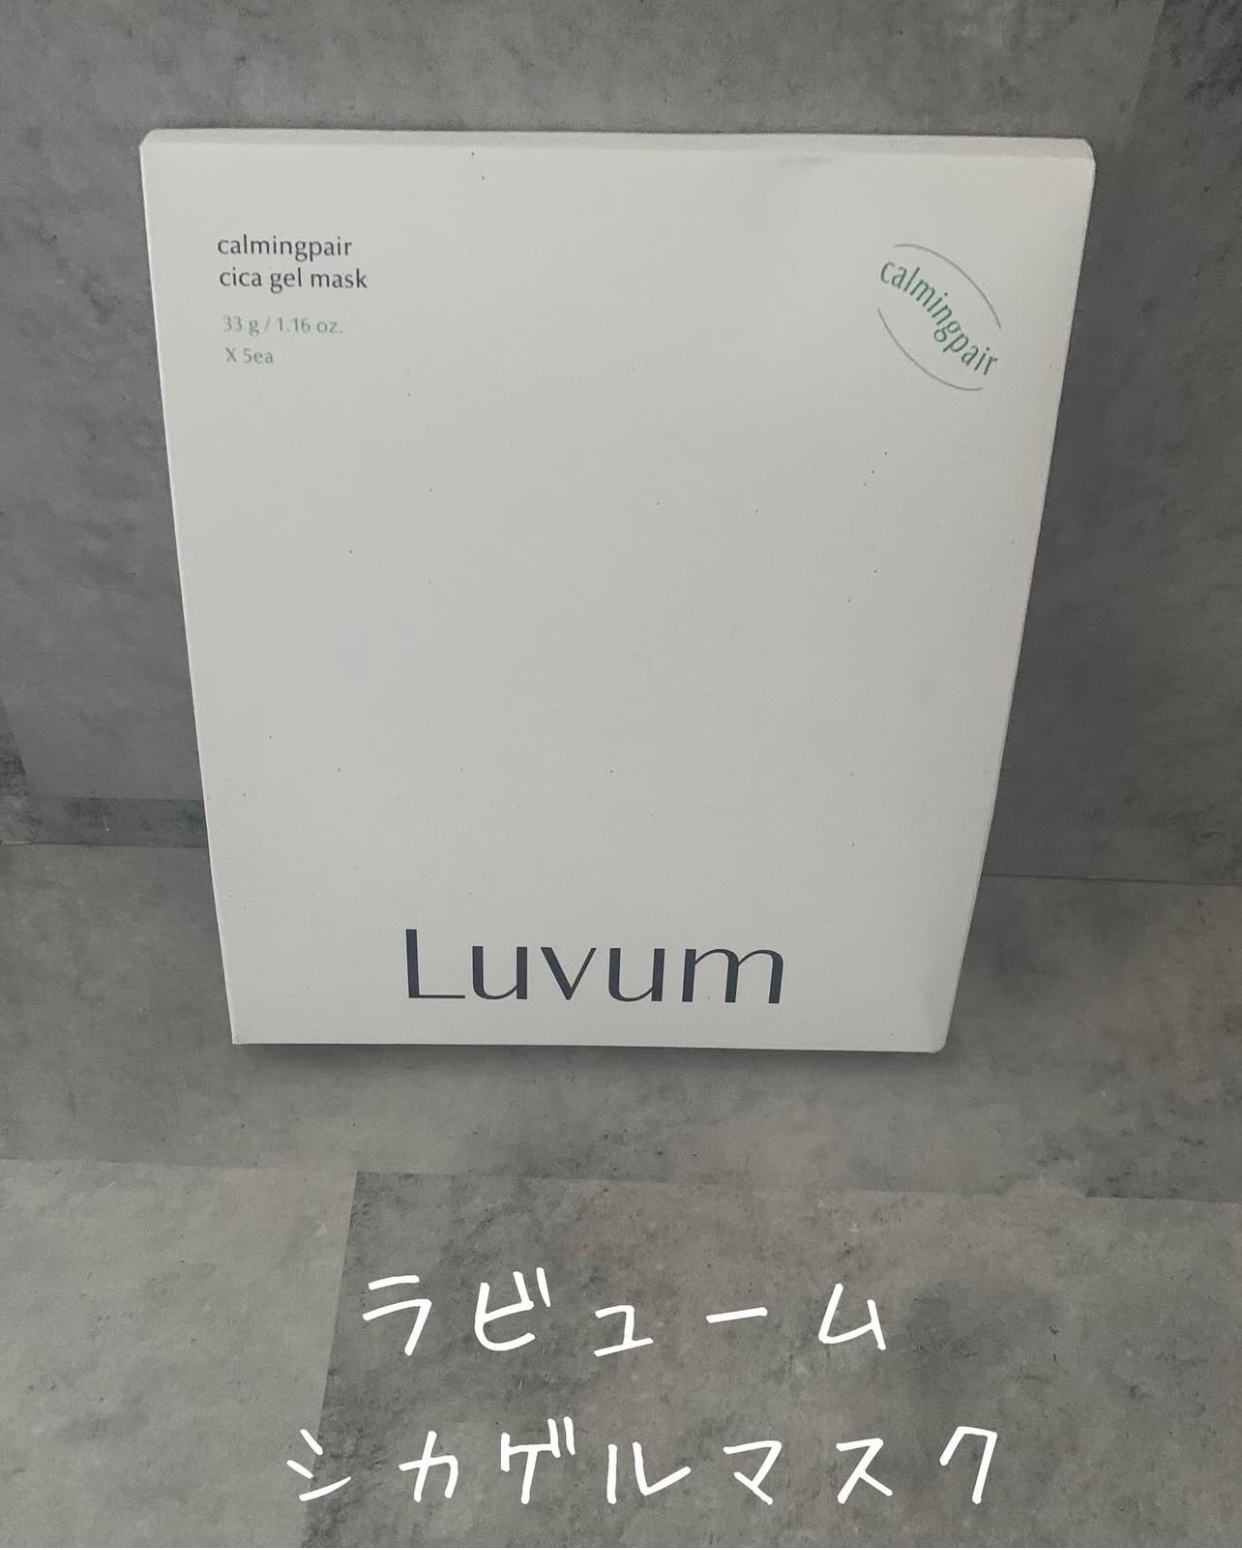 calmingpair
cica gel mask
33 g / 1.16 oz.
X 5ea
calmingpair
Luvum
ラビューム
シカゲルマスク